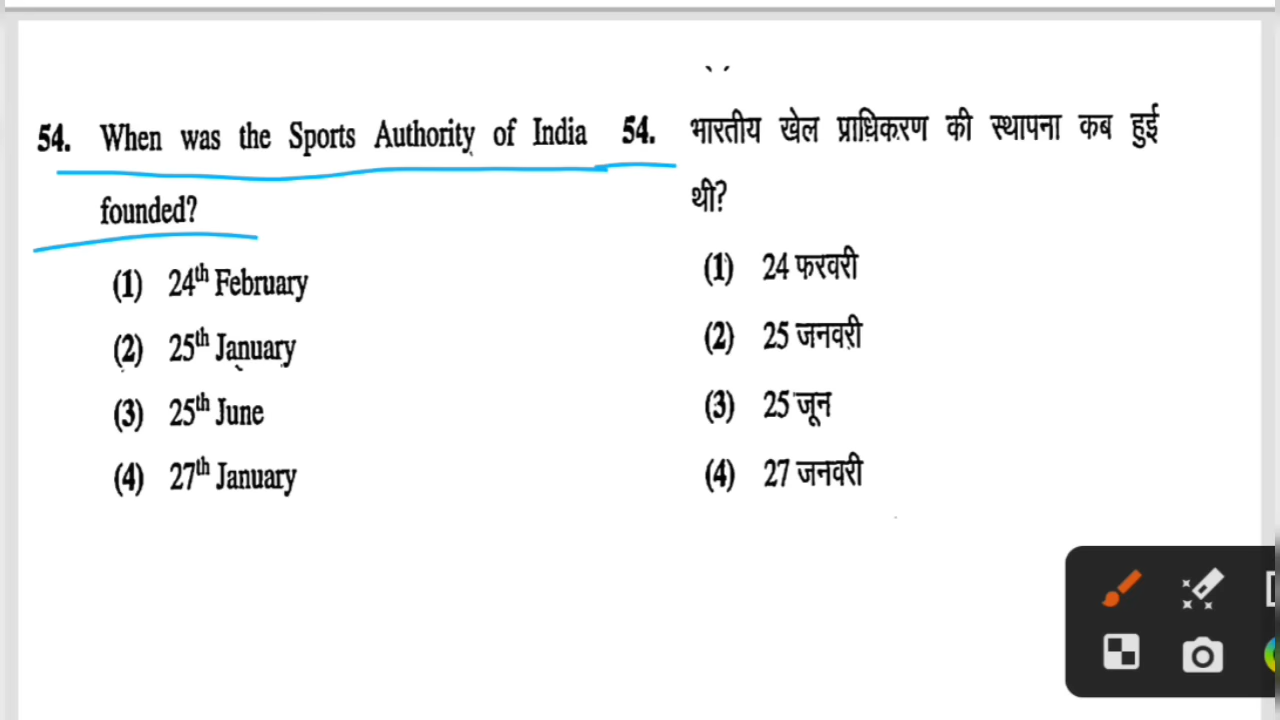 54. When was the Sports Authority of India
founded?
(1) 24th February
(2) 25th January
(3) 25th June
(4) 27th January
54. भारतीय खेल प्राधिकरण की स्थापना कब हुई
थी?
(1) 24 फरवरी
(2) 25 जनवरी
(3) 25 जून
(4) 27 जनवरी